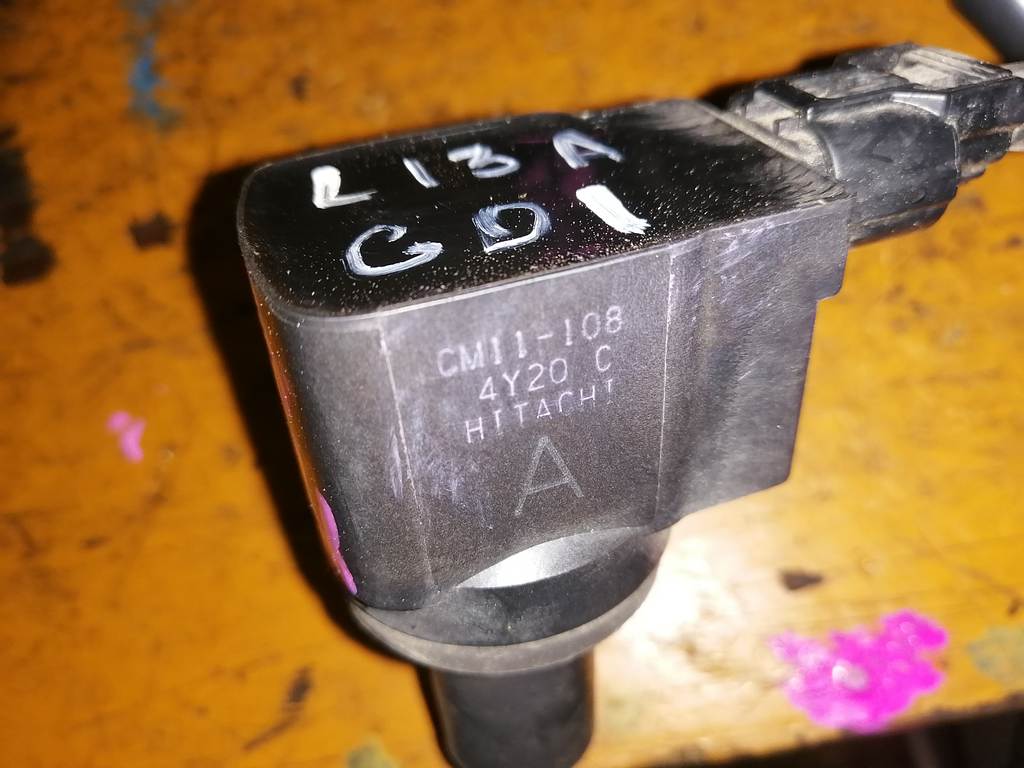 L13A
GD1
CM11-108
4Y20 C
HITACHI
A